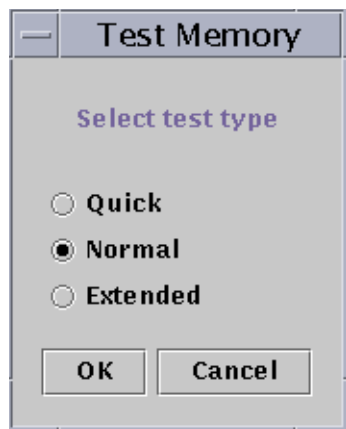 Test Memory
Select test type
Quick
Normal
Extended
OK Cancel